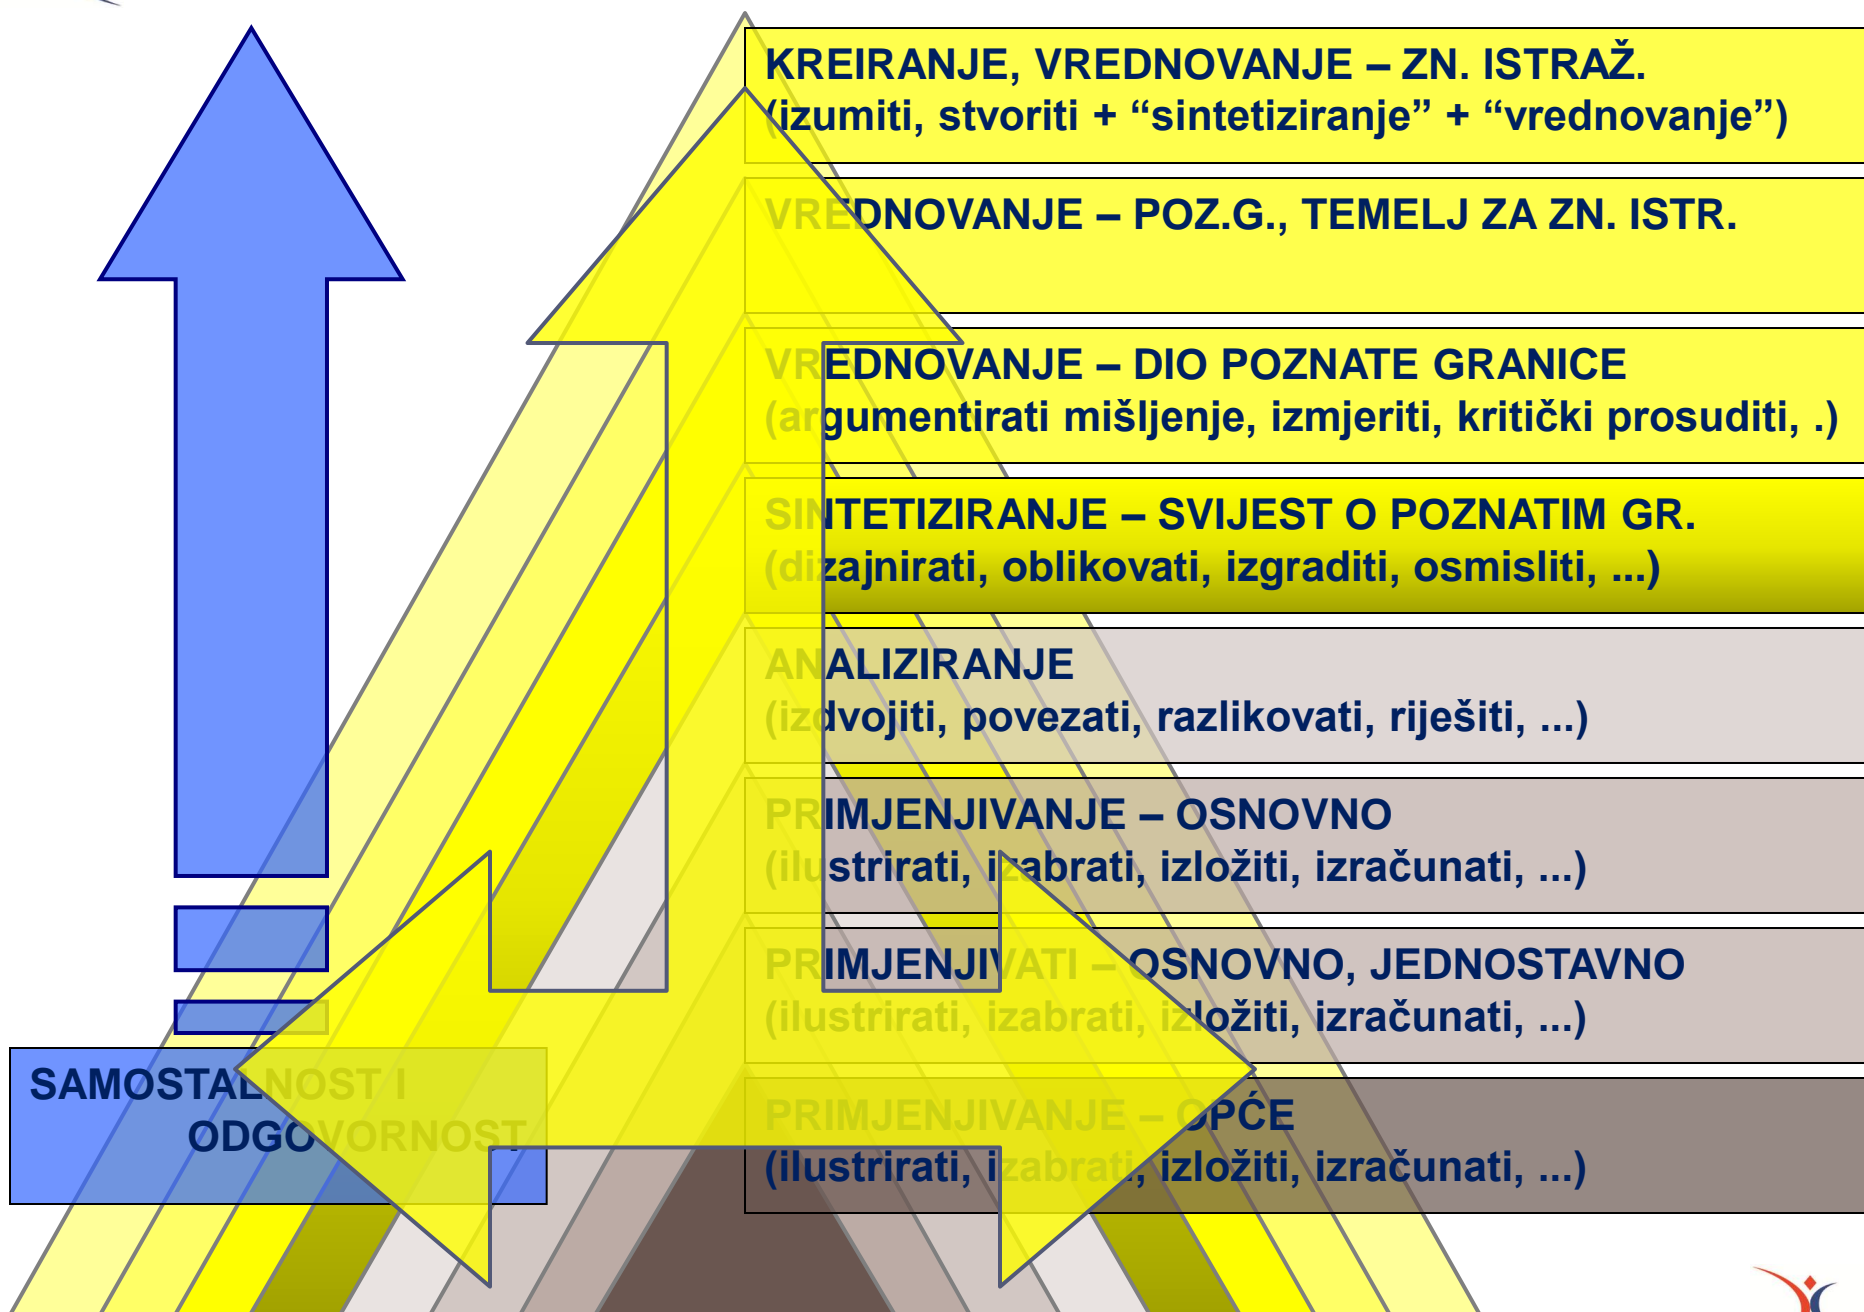 KREIRANJE, VREDNOVANJE – ZN. ISTRAŽ.
(izumiti, stvoriti + “sintetiziranje” + “vrednovanje”)
VREDNOVANJE – POZ.G., TEMELJ ZA ZN. ISTR.
VREDNOVANJE – DIO POZNATE GRANICE
(argumentirati mišljenje, izmjeriti, kritički prosuditi, .)
SINTETIZIRANJE – SVIJEST O POZNATIM GR.
(dizajnirati, oblikovati, izgraditi, osmisliti, ...)
ANALIZIRANJE
(izdvojiti, povezati, razlikovati, riješiti, ...)
PRIMJENJIVANJE – OSNOVNO
(ilustrirati, izabrati, izložiti, izračunati, ...)
PRIMJENJIVATI – OSNOVNO, JEDNOSTAVNO
(ilustrirati, izabrati, izložiti, izračunati, ...)
SAMOSTALNOST I
ODGOVORNOST
PRIMJENJIVANJE – OPĆE
(ilustrirati, izabrati, izložiti, izračunati, ...)